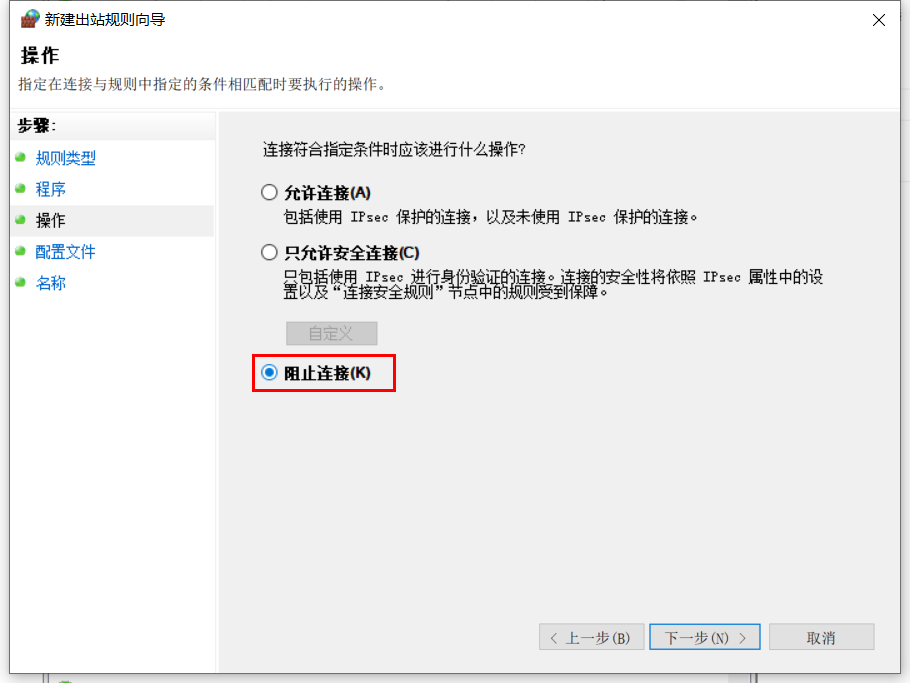 新建出站规则向导
操作
指定在连接与规则中指定的条件相匹配时要执行的操作。
步骤:
规则类型
程序
操作
配置文件
名称
连接符合指定条件时应该进行什么操作?
允许连接(A)
包括使用 IPsec 保护的连接，以及未使用 IPsec 保护的连接。
只允许安全连接(C)
只包括使用 IPsec 进行身份验证的连接。连接的安全性将依照 IPsec 属性中的设
置以及“连接安全规则”节点中的规则受到保障。
自定义
阻止连接(K)
< 上一步(B)
下一步(N) >
取消